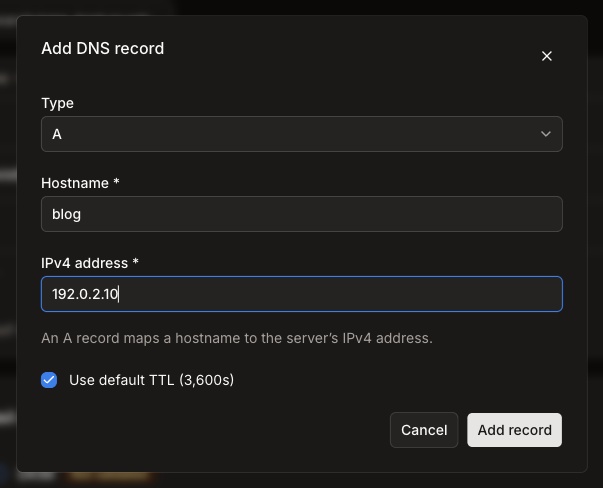 Add DNS record
Type
A
Hostname *
blog
IPv4 address *
192.0.2.10
An A record maps a hostname to the server’s IPv4 address.
Use default TTL (3,600s)
Cancel
Add record